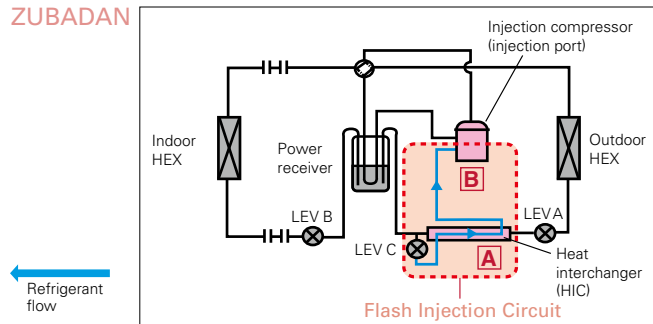 ZUBADAN
Injection compressor
(injection port)
Indoor
HEX
Power
receiver
Outdoor
HEX
B
LEV B
LEV A
LEV C
A
Heat
interchanger
(HIC)
Refrigerant
flow
Flash Injection Circuit